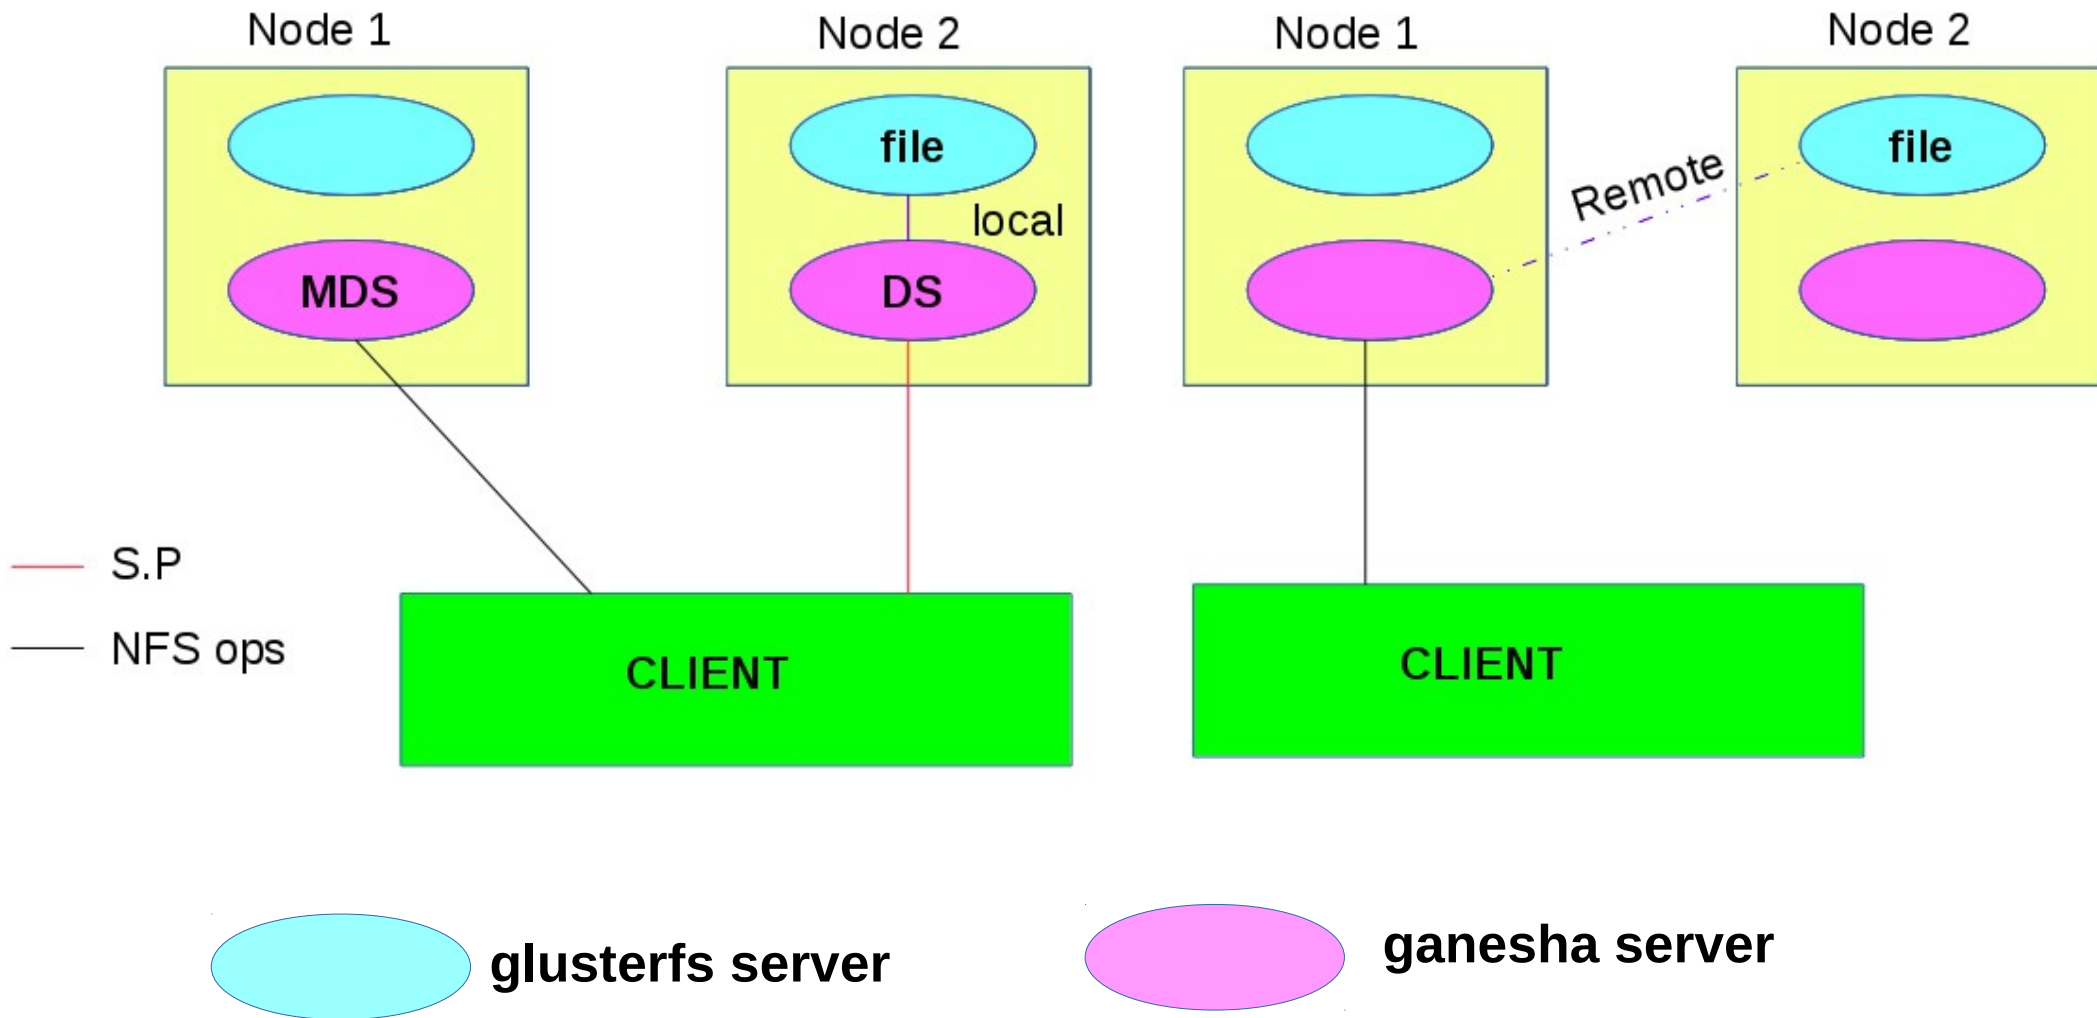 Node 1
Node 2
Node 1
Node 2
file
file
Remote
local
MDS
DS
S.P
NFS ops
CLIENT
CLIENT
glusterfs server
ganesha server